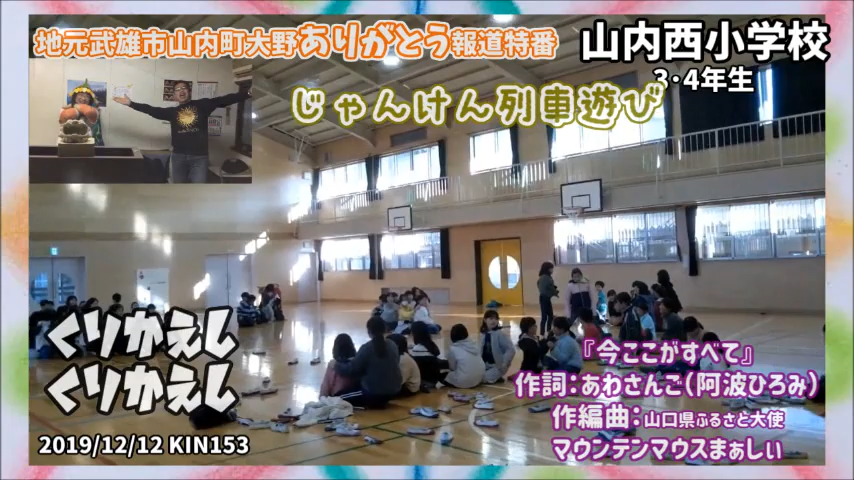 地元武雄市山内町大野ありがとう報道特番
山内西小学校
3・4年生
じゃんけん列車遊び
くりかえし
くりかえし
『今ここがすべて』
作詞：あわさんご（阿波ひろみ）
作編曲：山口県ふるさと大使
マウンテンマウスまぁしぃ
2019/12/12 KIN153